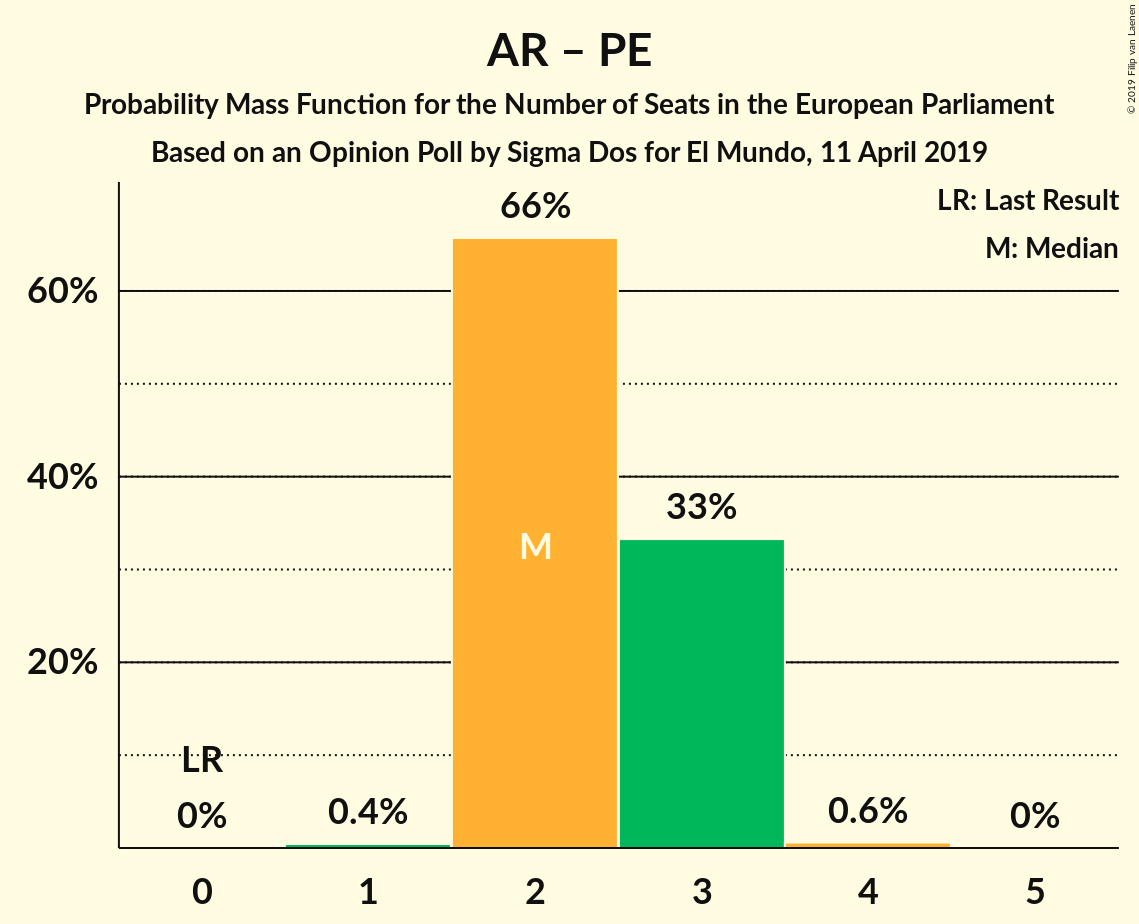 AR – PE
Probability Mass Function for the Number of Seats in the European Parliament
Based on an Opinion Poll by Sigma Dos for El Mundo, 11 April 2019
© 2019 Filip van Laenen
LR: Last Result
M: Median
66%
60%
40%
33%
M
20%
LR
0%
0.4%
0.6%
0%
0 1 2 3 4 5